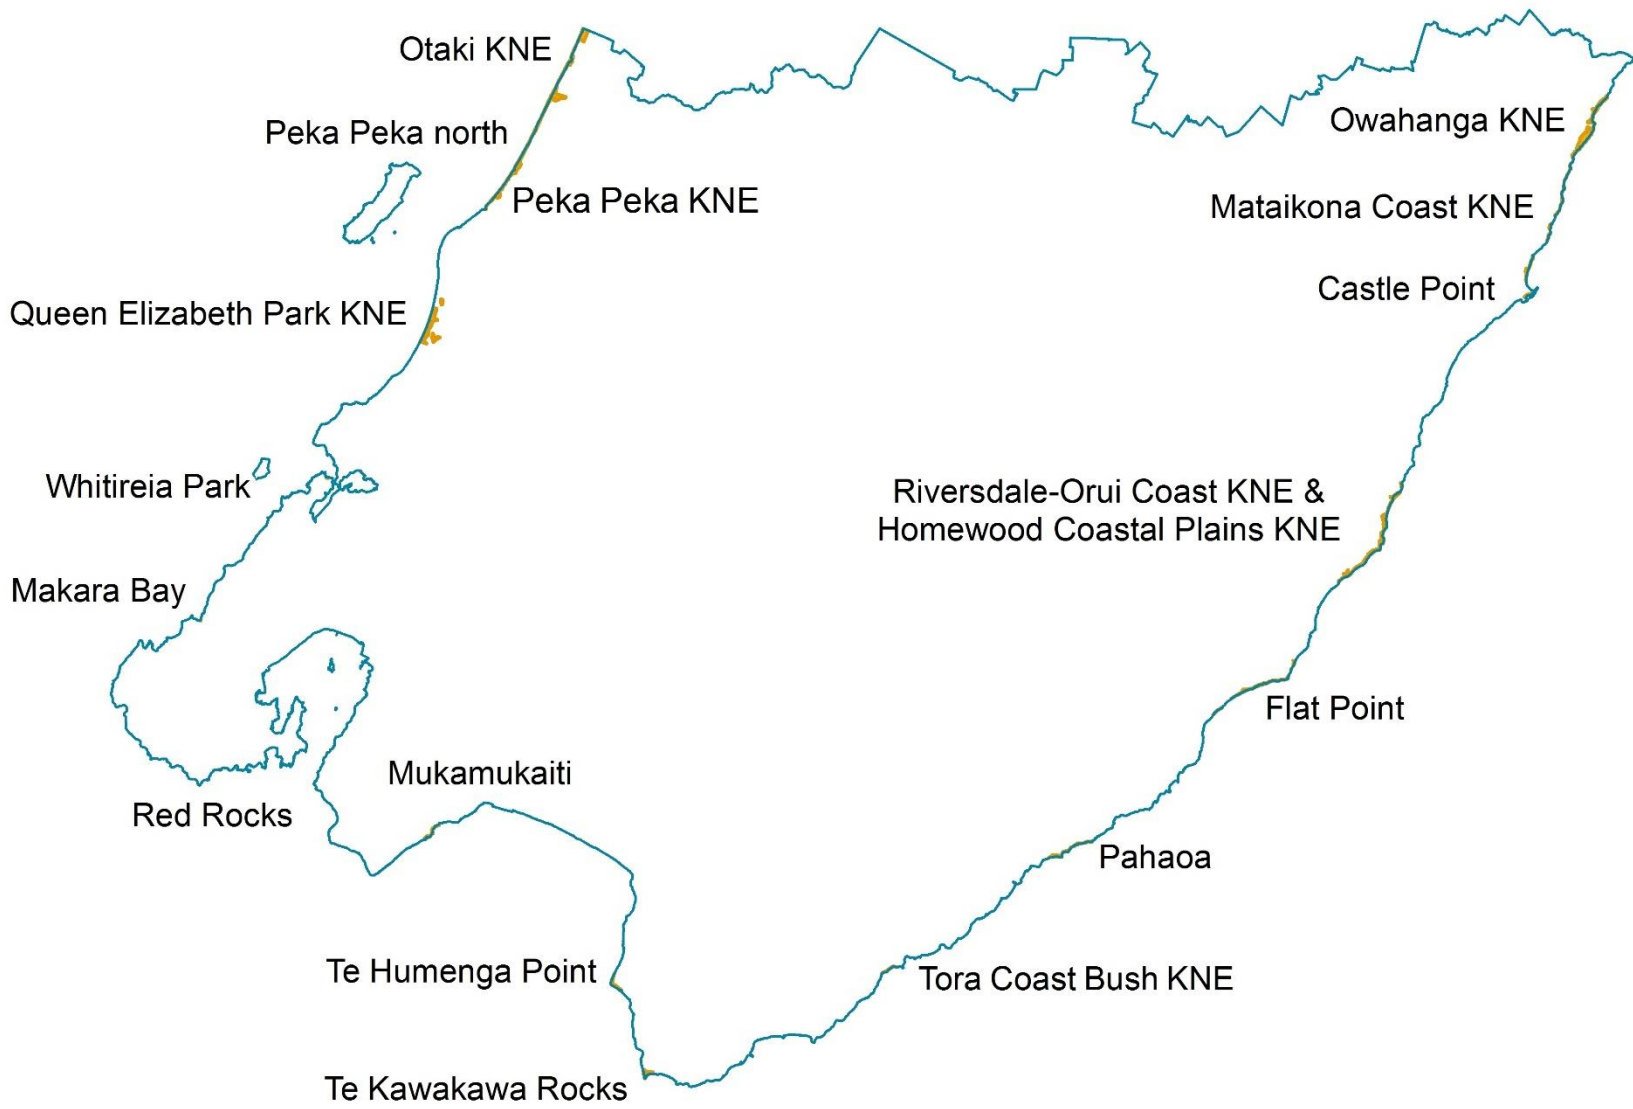 Otaki KNE
Peka Peka north
Peka Peka KNE
Queen Elizabeth Park KNE
Whitireia Park
Makara Bay
Red Rocks
Mukamukaiti
Te Humenga Point
Te Kawakawa Rocks
Owahanga KNE
Mataikona Coast KNE
Castle Point
Riversdale-Orui Coast KNE &
Homewood Coastal Plains KNE
Flat Point
Pahaoa
Tora Coast Bush KNE